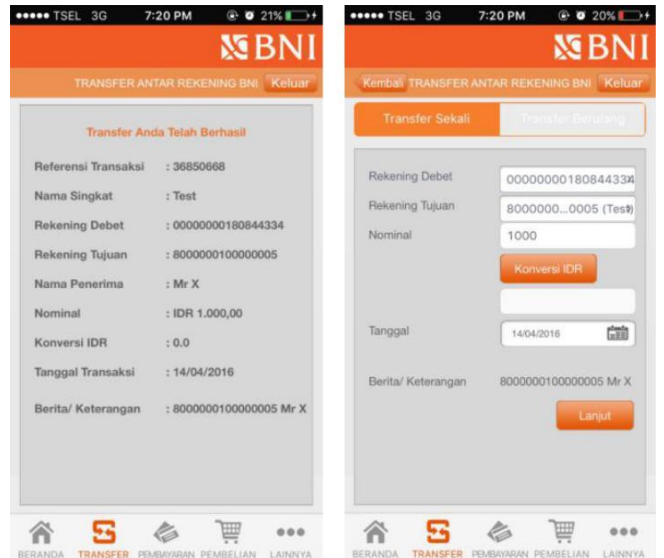 TSEL 3G 7:20 PM 21%
BNI
TRANSFER ANTAR REKENING BNI Keluar
Transfer Anda Telah Berhasil
Referensi Transaksi : 36850668
Nama Singkat : Test
Rekening Debet : 00000000180844334
Rekening Tujuan : 8000000100000005
Nama Penerima : Mr X
Nominal : IDR 1.000,00
Konversi IDR : 0.0
Tanggal Transaksi : 14/04/2016
Berita/ Keterangan : 8000000100000005 Mr X
BERANDA TRANSFER PEMBAYARAN PEMBELIAN LAINNYA
TSEL 3G 7:20 PM 20%
BNI
Kembali TRANSFER ANTAR REKENING BNI Keluar
Transfer Sekali Transfer Berulang
Rekening Debet 00000000180844334
Rekening Tujuan 8000000...0005 (Test)
Nominal 1000
Konversi IDR
Tanggal 14/04/2016
Berita/ Keterangan 8000000100000005 Mr X
Lanjut
BERANDA TRANSFER PEMBAYARAN PEMBELIAN LAINNYA